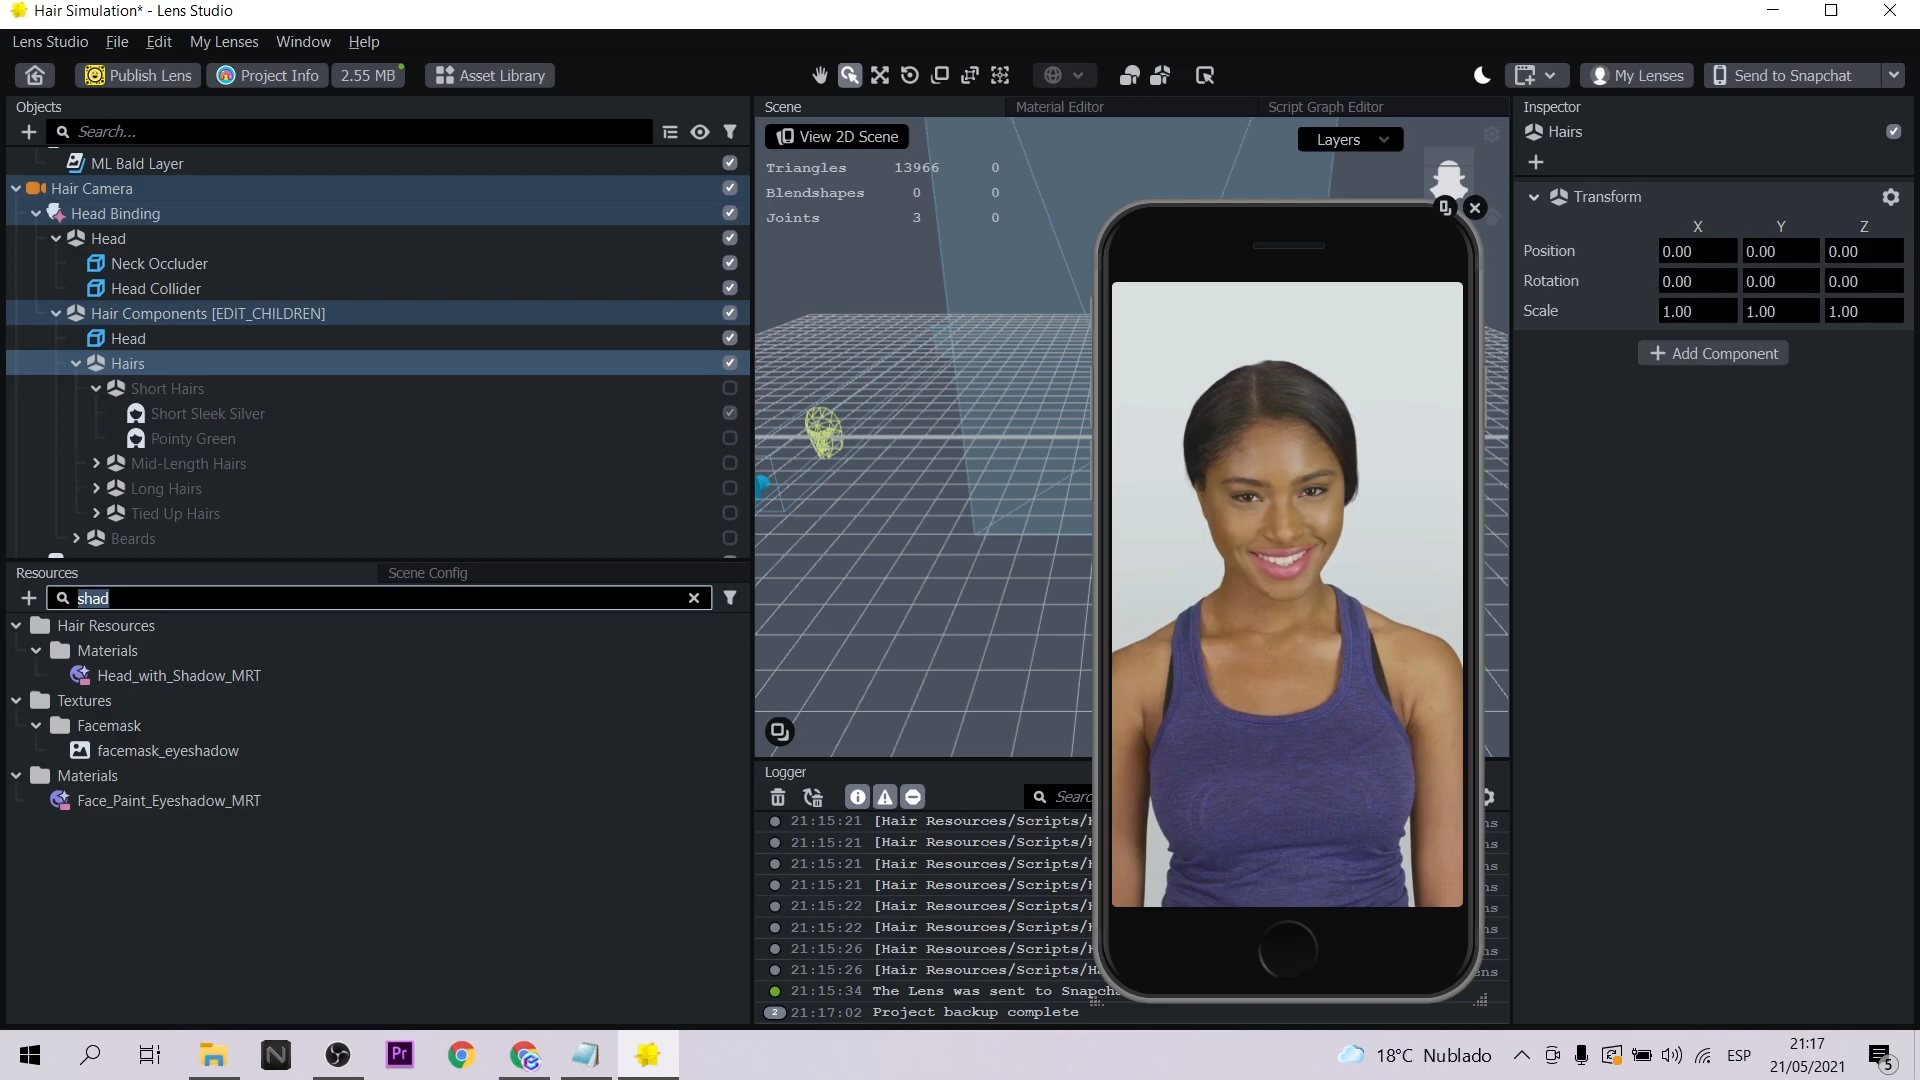 Hair Simulation* - Lens Studio
Lens Studio File Edit My Lenses Window Help
Publish Lens Project Info 2.55 MB Asset Library My Lenses Send to Snapchat
Objects
Search...
ML Bald Layer
Hair Camera
Head Binding
Head
Neck Occluder
Head Collider
Hair Components [EDIT_CHILDREN]
Head
Hairs
Short Hairs
Short Sleek Silver
Pointy Green
Mid-Length Hairs
Long Hairs
Tied Up Hairs
Beards
Resources Scene Config
shad
Hair Resources
Materials
Head_with_Shadow_MRT
Textures
Facemask
facemask_eyeshadow
Materials
Face_Paint_Eyeshadow_MRT
Scene Material Editor Script Graph Editor
View 2D Scene Layers
Triangles 13966 0
Blendshapes 0 0
Joints 3 0
Logger
Searc
21:15:21 [Hair Resources/Scripts/
21:15:21 [Hair Resources/Scripts/
21:15:21 [Hair Resources/Scripts/
21:15:21 [Hair Resources/Scripts/
21:15:22 [Hair Resources/Scripts/
21:15:22 [Hair Resources/Scripts/
21:15:26 [Hair Resources/Scripts/
21:15:26 [Hair Resources/Scripts/
21:15:34 The Lens was sent to Snapch
2 21:17:02 Project backup complete
Inspector
Hairs
Transform
X Y Z
Position 0.00 0.00 0.00
Rotation 0.00 0.00 0.00
Scale 1.00 1.00 1.00
Add Component
N Pr 18°C Nublado ESP 21:17
21/05/2021 5